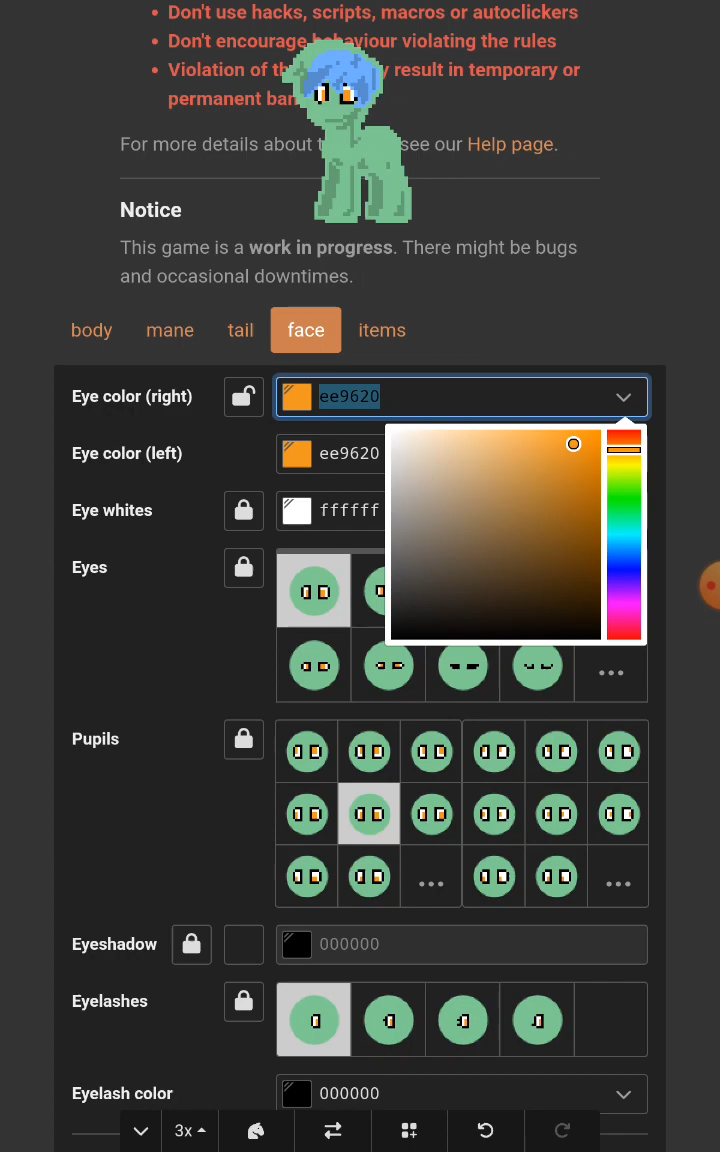 Don't use hacks, scripts, macros or autoclickers
Don't encourage behaviour violating the rules
Violation of th y result in temporary or
permanent ban
For more details about t see our Help page.
Notice
This game is a work in progress. There might be bugs
and occasional downtimes.
body mane tail face items
Eye color (right) ee9620
Eye color (left) ee9620
Eye whites ffffff
Eyes
...
Pupils
... ...
Eyeshadow 000000
Eyelashes
Eyelash color 000000
3x